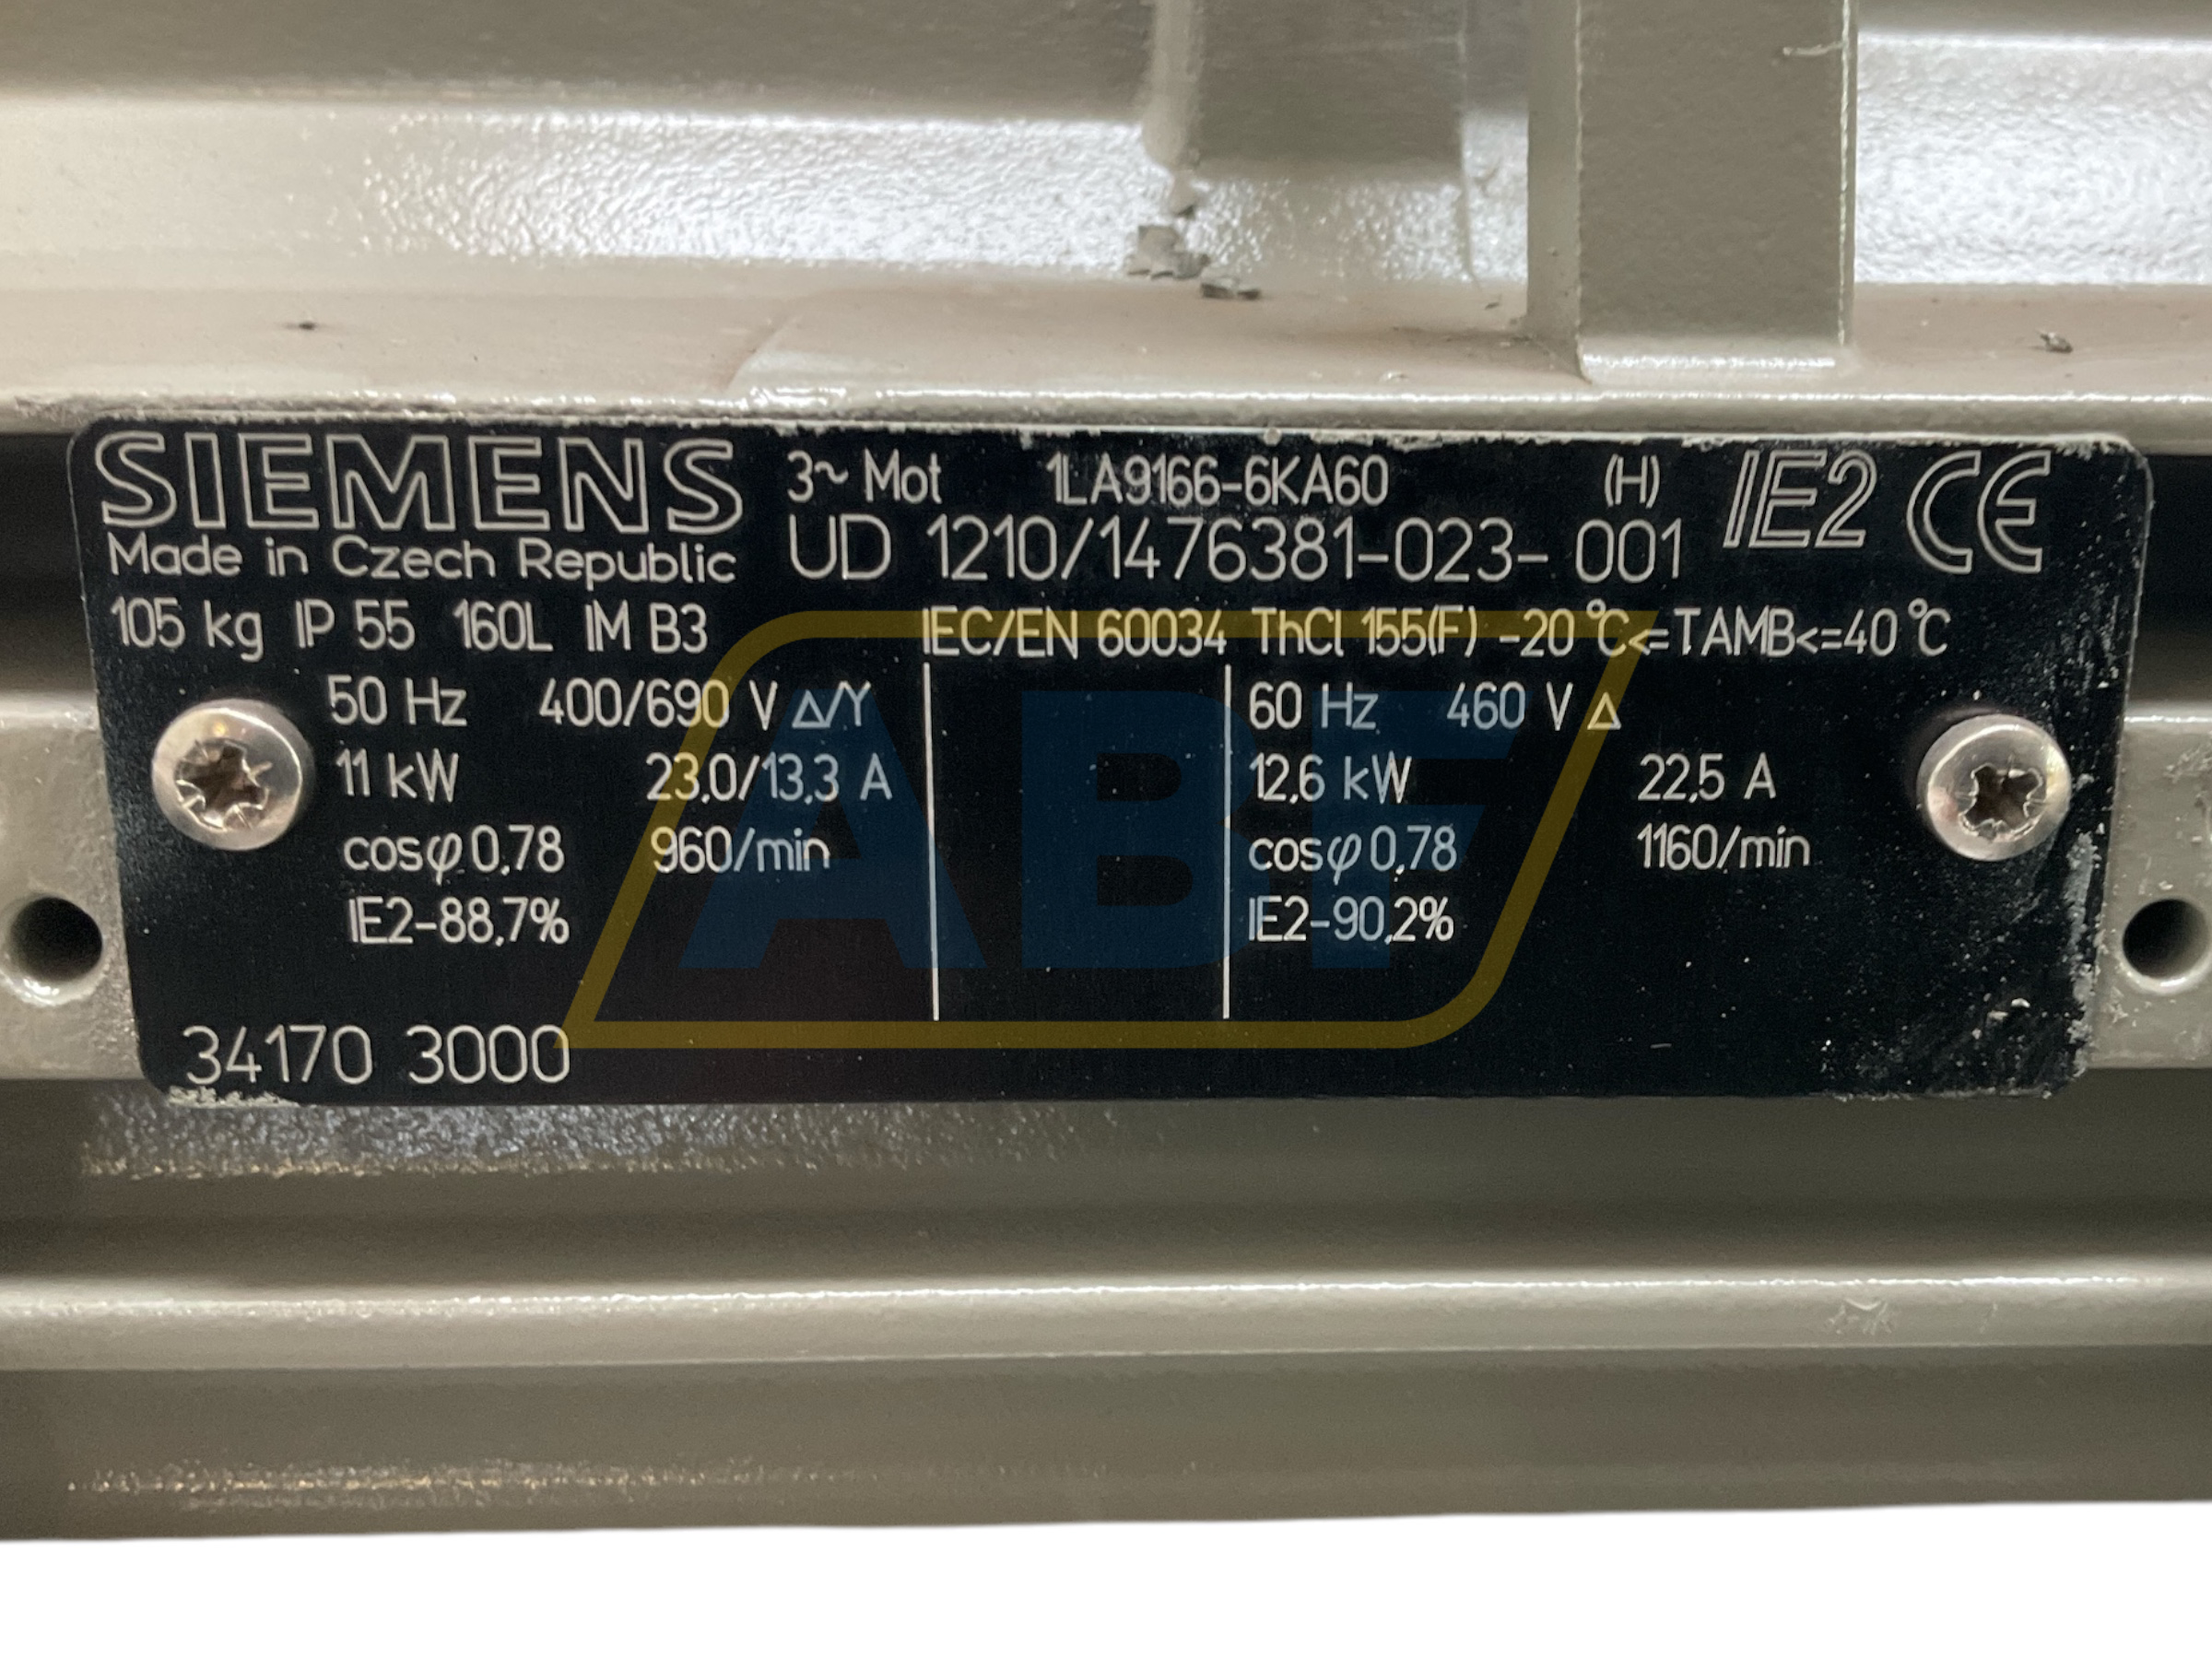 SIEMENS 3~ Mot 1LA9166-6KA60 (H) IE2 CE
Made in Czech Republic UD 1210/1476381-023-001
105 kg IP 55 160L IM B3 IEC/EN 60034 ThCl 155(F) -20°C<=TAMB<=40°C
50 Hz 400/690 V Δ/Y 60 Hz 460 V Δ
11 kW 23,0/13,3 A 12,6 kW 22,5 A
cosφ 0,78 960/min cosφ 0,78 1160/min
IE2-88,7% IE2-90,2%
34170 3000
ABF